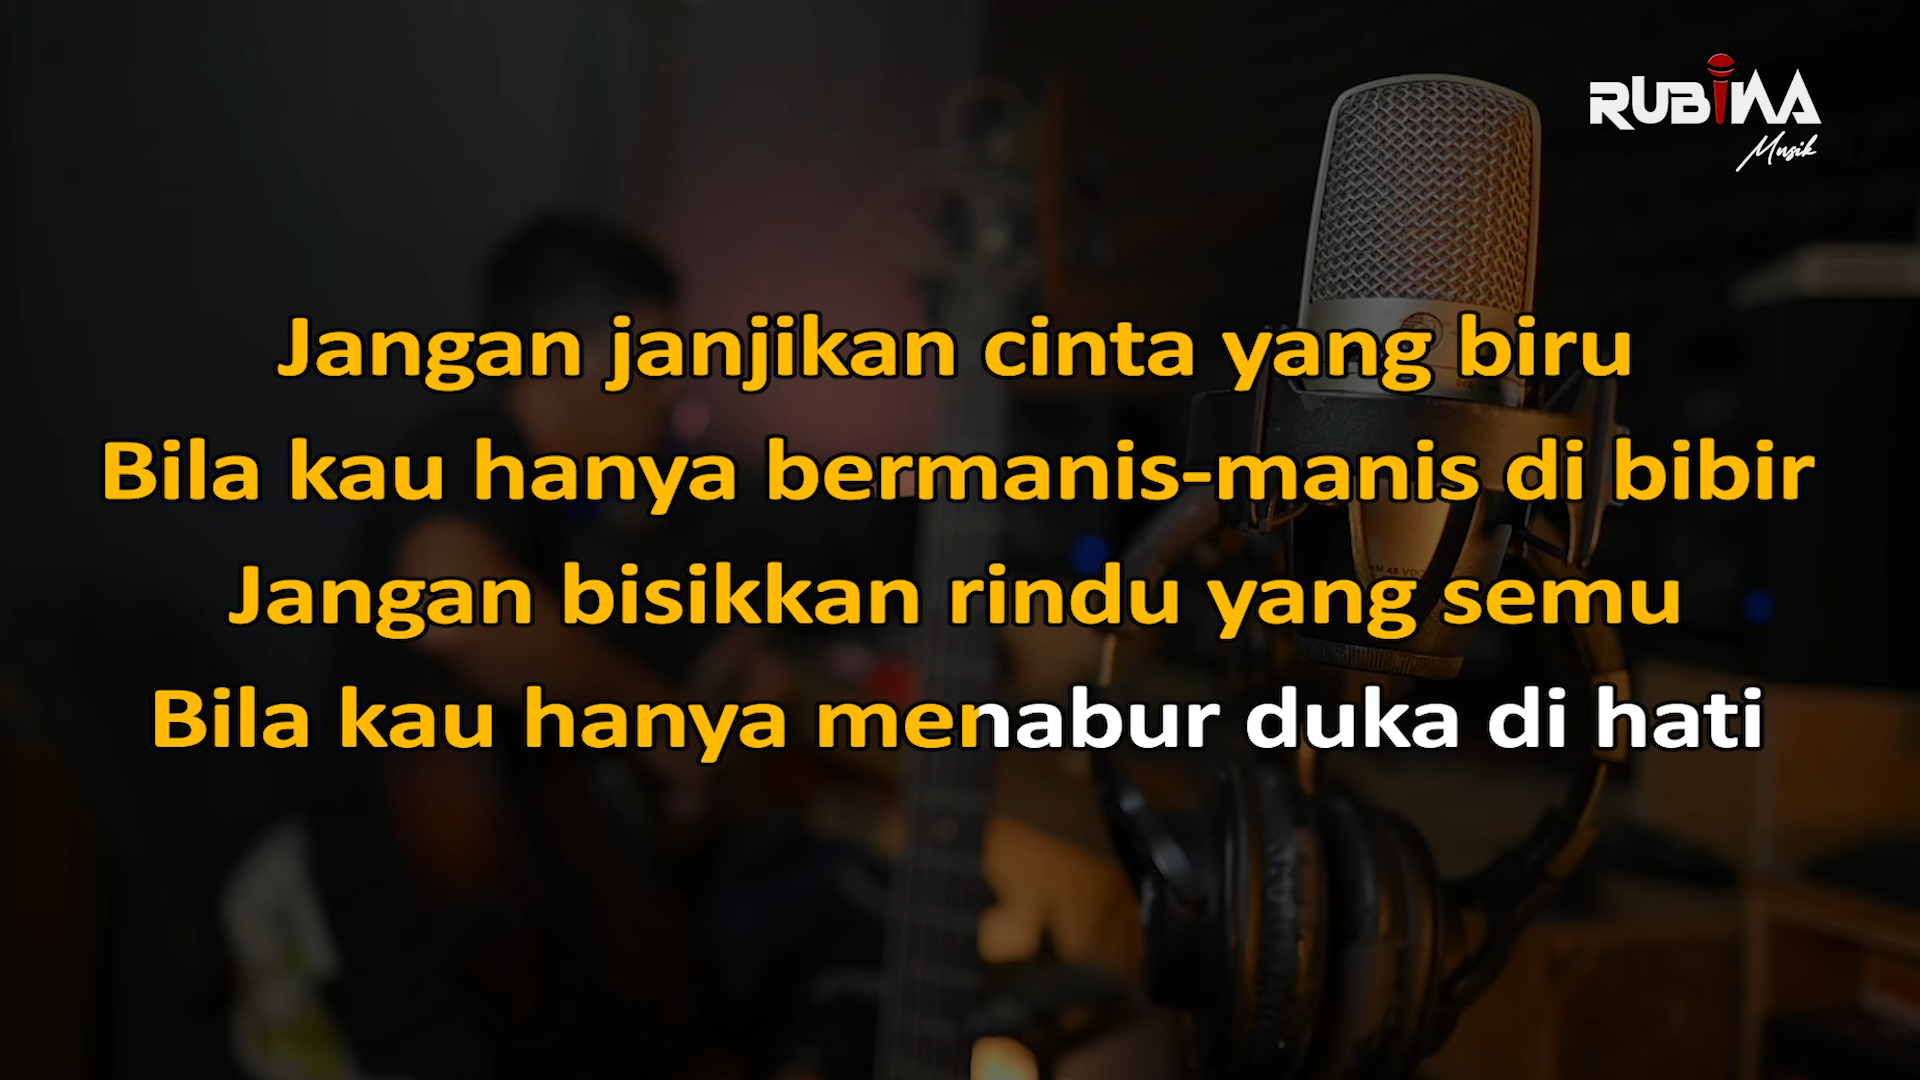 RUBINA
Musik
Jangan janjikan cinta yang biru
Bila kau hanya bermanis-manis di bibir
Jangan bisikkan rindu yang semu
Bila kau hanya menabur duka di hati